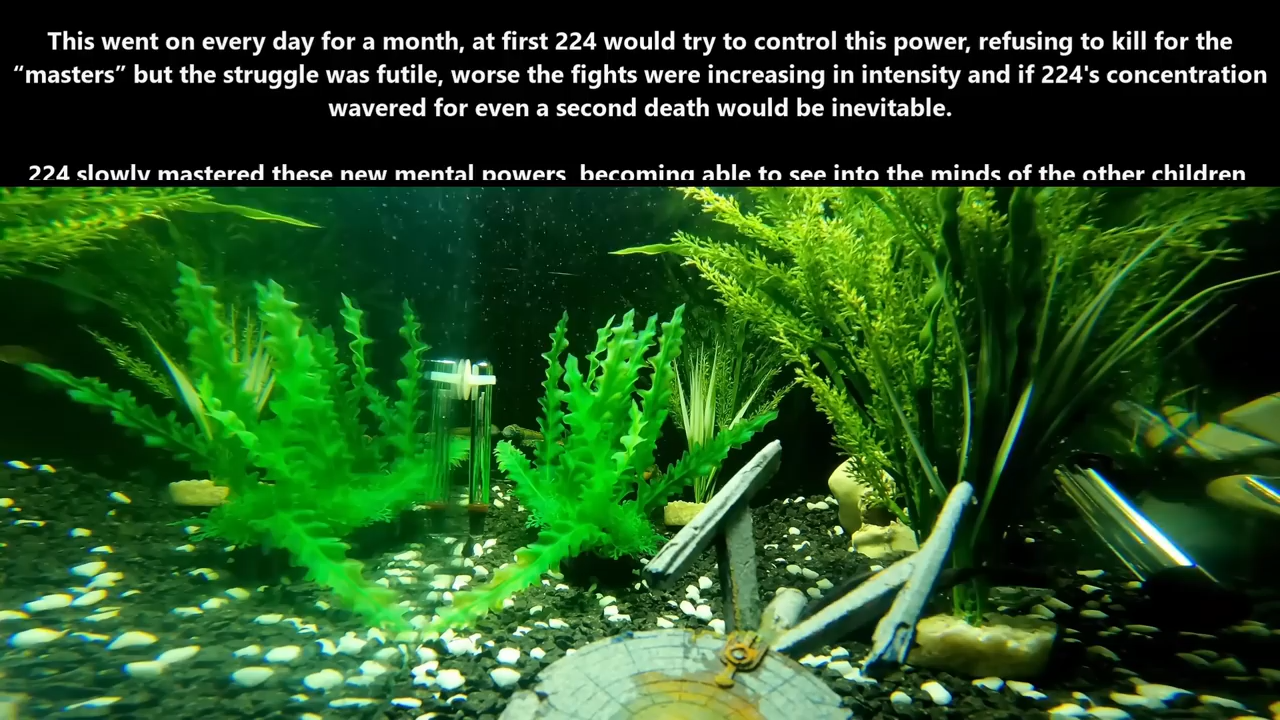 This went on every day for a month, at first 224 would try to control this power, refusing to kill for the
“masters” but the struggle was futile, worse the fights were increasing in intensity and if 224's concentration
wavered for even a second death would be inevitable.
224 slowly mastered these new mental powers, becoming able to see into the minds of the other children